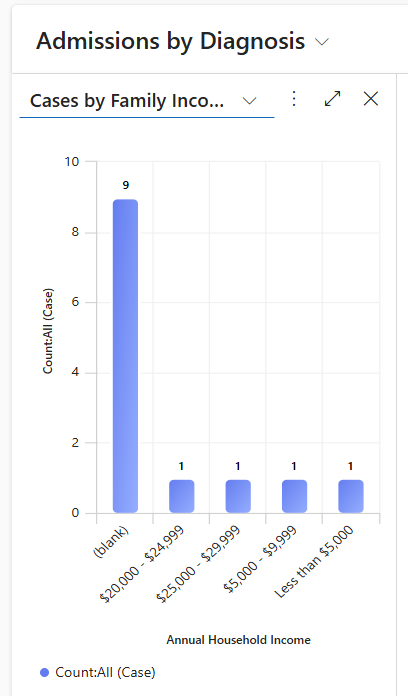 Admissions by Diagnosis
Cases by Family Inco...
10
9
8
6
4
2
0
1
1
1
1
Count:All (Case)
(blank)
$20,000 - $24,999
$25,000 - $29,999
$5,000 - $9,999
Less than $5,000
Annual Household Income
Count:All (Case)